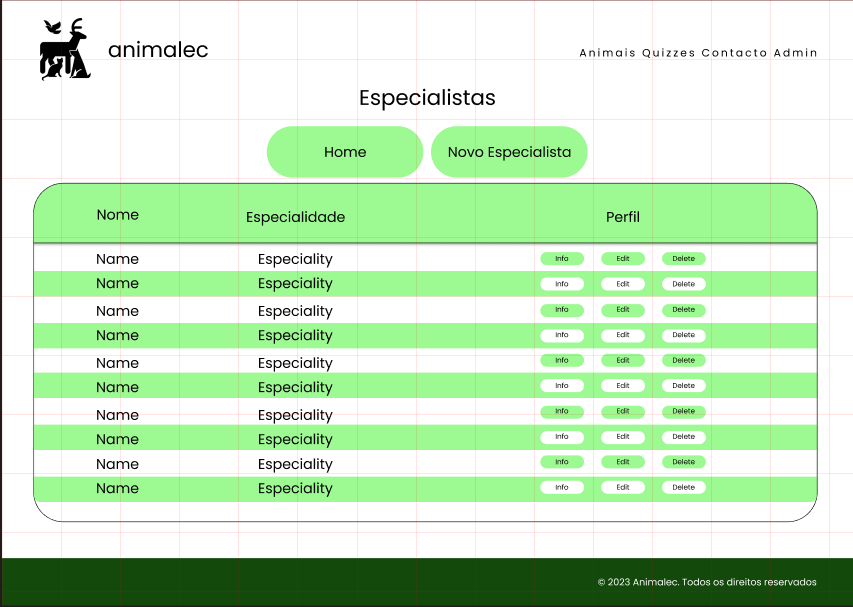 animalec
Animais Quizzes Contacto Admin
Especialistas
Home Novo Especialista
Nome Especialidade Perfil
Name Especiality Info Edit Delete
Name Especiality Info Edit Delete
Name Especiality Info Edit Delete
Name Especiality Info Edit Delete
Name Especiality Info Edit Delete
Name Especiality Info Edit Delete
Name Especiality Info Edit Delete
Name Especiality Info Edit Delete
Name Especiality Info Edit Delete
Name Especiality Info Edit Delete
© 2023 Animalec. Todos os direitos reservados